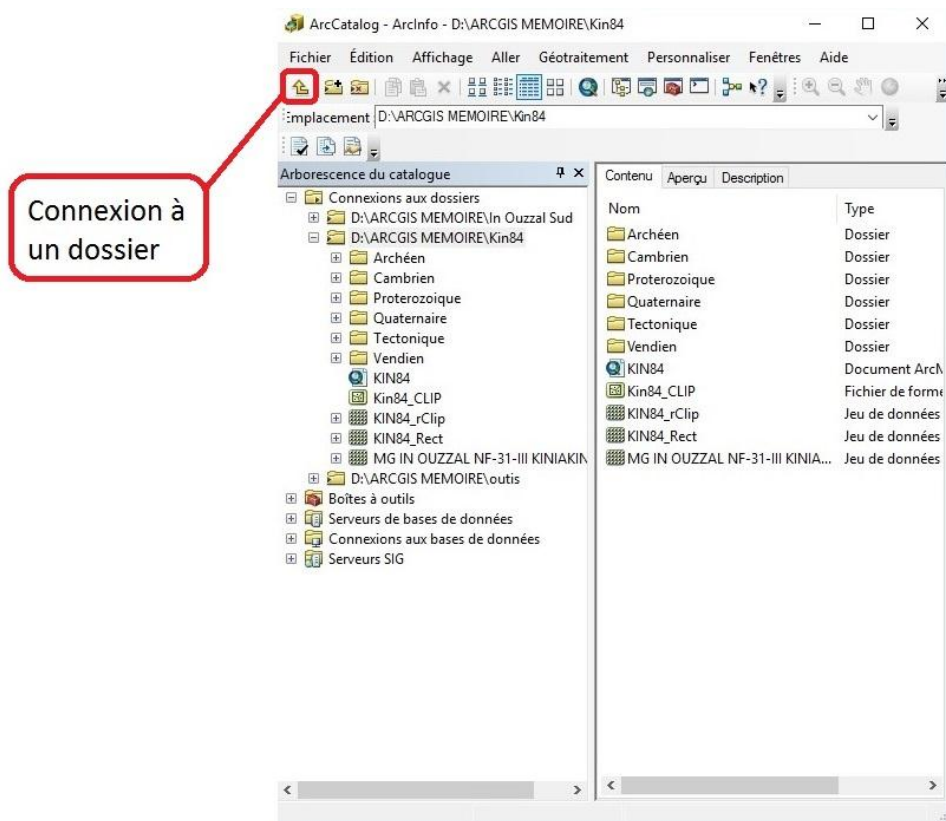 ArcCatalog - ArcInfo - D:\ARCGIS MEMOIRE\Kin84
Fichier Édition Affichage Aller Géotraitement Personnaliser Fenêtres Aide
Emplacement: D:\ARCGIS MEMOIRE\Kin84
Connexion à
un dossier
Arborescence du catalogue
Connexions aux dossiers
D:\ARCGIS MEMOIRE\In Ouzzal Sud
D:\ARCGIS MEMOIRE\Kin84
Archéen
Cambrien
Proterozoique
Quaternaire
Tectonique
Vendien
KIN84
Kin84_CLIP
KIN84_rClip
KIN84_Rect
MG IN OUZZAL NF-31-III KINIAKIN
D:\ARCGIS MEMOIRE\outis
Boîtes à outils
Serveurs de bases de données
Connexions aux bases de données
Serveurs SIG
Contenu Aperçu Description
Nom Type
Archéen Dossier
Cambrien Dossier
Proterozoique Dossier
Quaternaire Dossier
Tectonique Dossier
Vendien Dossier
KIN84 Document ArcM
Kin84_CLIP Fichier de forme
KIN84_rClip Jeu de données
KIN84_Rect Jeu de données
MG IN OUZZAL NF-31-III KINIA... Jeu de données